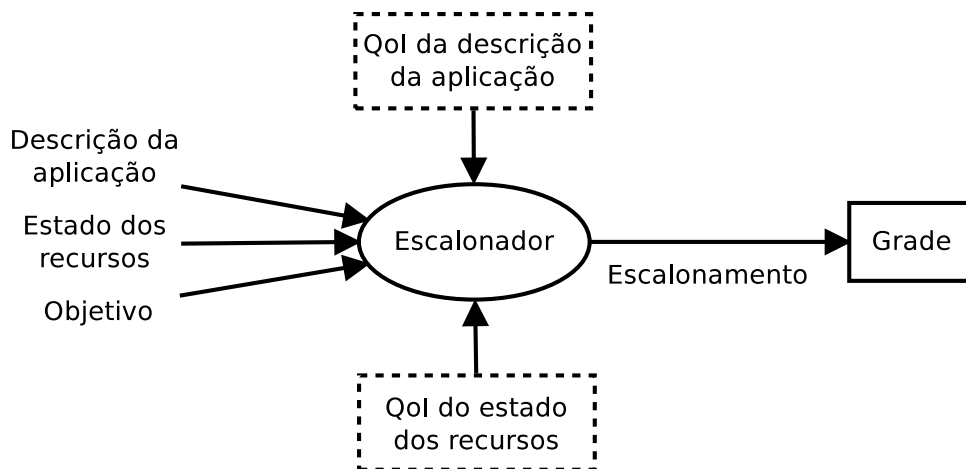 QoI da descrição
da aplicação
Descrição da
aplicação
Estado dos
recursos
Objetivo
Escalonador
Escalonamento
Grade
QoI do estado
dos recursos